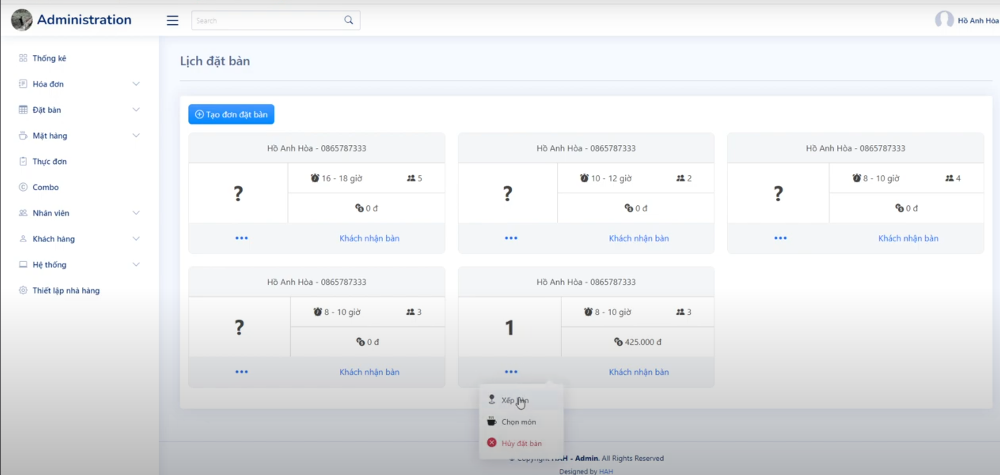 Administration
Search
Hồ Anh Hòa
Thống kê
Hóa đơn
Đặt bàn
Mặt hàng
Thực đơn
Combo
Nhân viên
Khách hàng
Hệ thống
Thiết lập nhà hàng
Lịch đặt bàn
Tạo đơn đặt bàn
Hồ Anh Hòa - 0865787333
?
16 - 18 giờ
5
0 đ
Khách nhận bàn
Hồ Anh Hòa - 0865787333
?
10 - 12 giờ
2
0 đ
Khách nhận bàn
Hồ Anh Hòa - 0865787333
?
8 - 10 giờ
4
0 đ
Khách nhận bàn
Hồ Anh Hòa - 0865787333
?
8 - 10 giờ
3
0 đ
Khách nhận bàn
Hồ Anh Hòa - 0865787333
1
8 - 10 giờ
3
425.000 đ
Khách nhận bàn
Xếp
Chọn món
Hủy đặt bàn
- Admin. All Rights Reserved
Designed by HAH